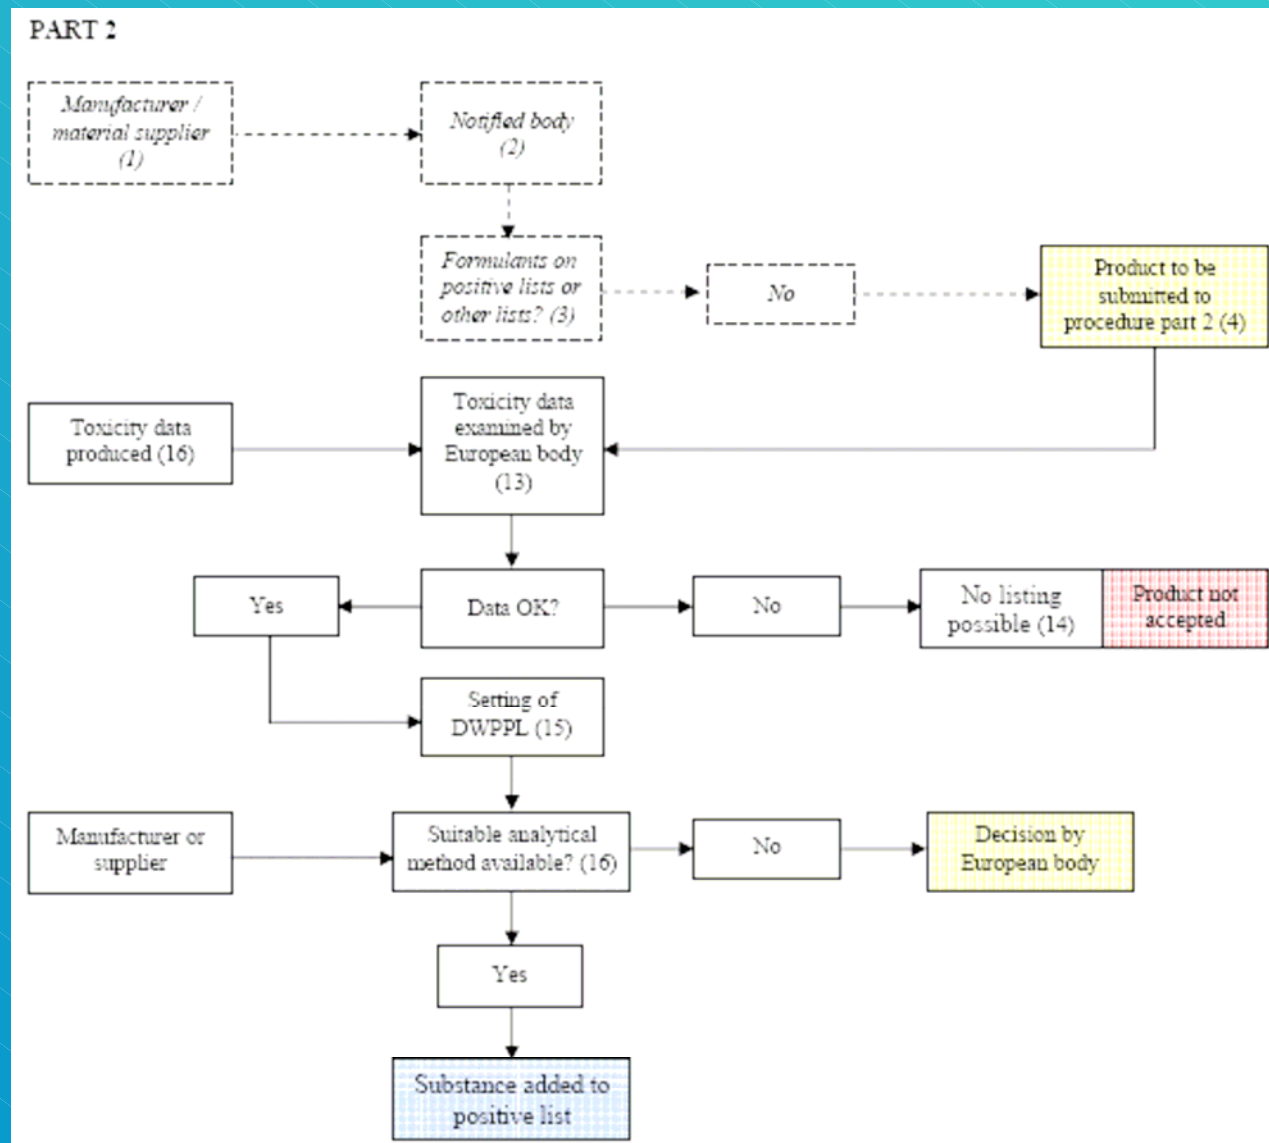 PART 2
Manufacturer /
material supplier
(1)
Notified body
(2)
Formulants on
positive lists or
other lists? (3)
No
Product to be
submitted to
procedure part 2 (4)
Toxicity data
produced (16)
Toxicity data
examined by
European body
(13)
Yes
Data OK?
No
No listing
possible (14)
Product not
accepted
Setting of
DWPPL (15)
Manufacturer or
supplier
Suitable analytical
method available? (16)
No
Decision by
European body
Yes
Substance added to
positive list